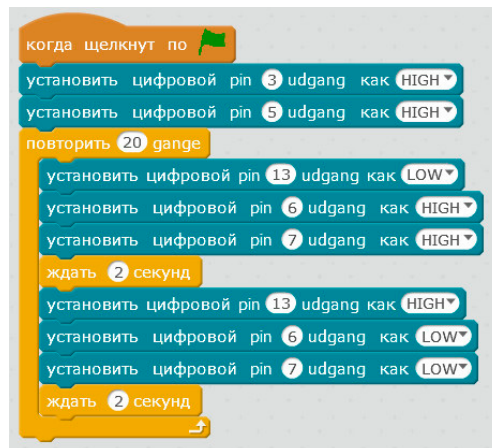 когда щелкнут по
установить цифровой pin 3 udgang как HIGH
установить цифровой pin 5 udgang как HIGH
повторить 20 gange
установить цифровой pin 13 udgang как LOW
установить цифровой pin 6 udgang как HIGH
установить цифровой pin 7 udgang как HIGH
ждать 2 секунд
установить цифровой pin 13 udgang как HIGH
установить цифровой pin 6 udgang как LOW
установить цифровой pin 7 udgang как LOW
ждать 2 секунд